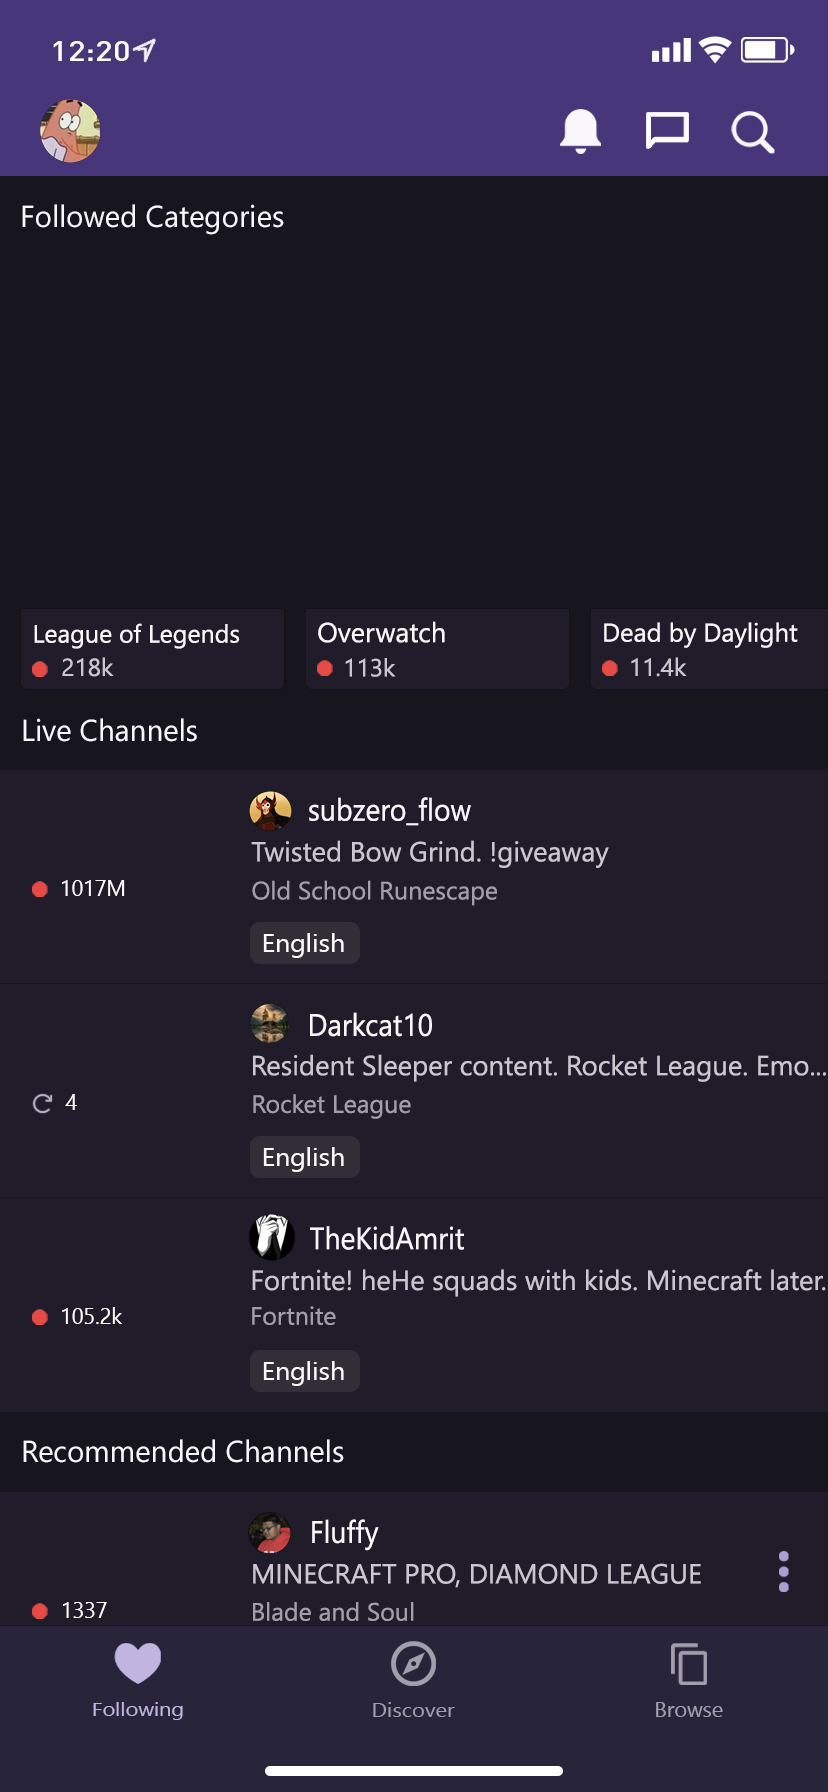 12:20
Followed Categories
League of Legends
218k
Overwatch
113k
Dead by Daylight
11.4k
Live Channels
subzero_flow
Twisted Bow Grind. !giveaway
1017M
Old School Runescape
English
Darkcat10
Resident Sleeper content. Rocket League. Emo...
4
Rocket League
English
TheKidAmrit
Fortnite! heHe squads with kids. Minecraft later.
105.2k
Fortnite
English
Recommended Channels
Fluffy
MINECRAFT PRO, DIAMOND LEAGUE
1337
Blade and Soul
Following
Discover
Browse